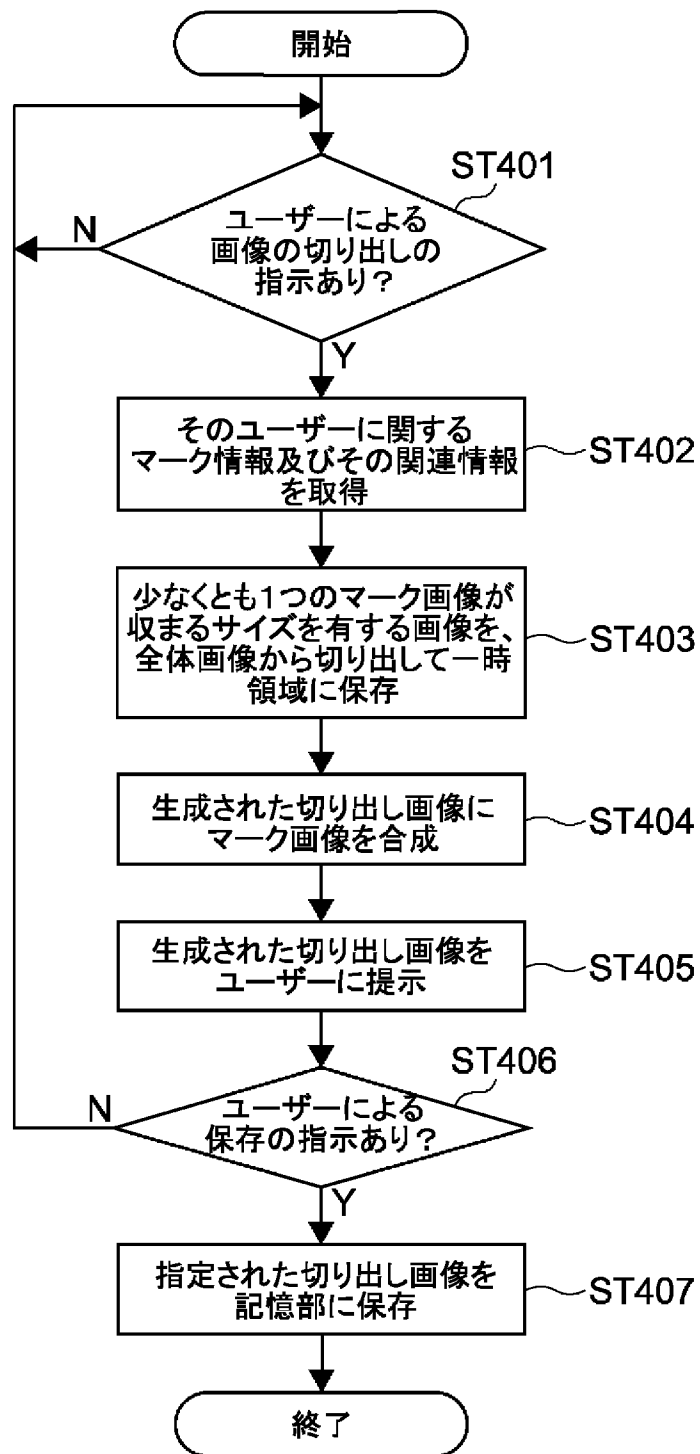 開始
ST401
ユーザーによる
画像の切り出しの
指示あり？
N
Y
そのユーザーに関する
マーク情報及びその関連情報
を取得
ST402
少なくとも１つのマーク画像が
収まるサイズを有する画像を、
全体画像から切り出して一時
領域に保存
ST403
生成された切り出し画像に
マーク画像を合成
ST404
生成された切り出し画像を
ユーザーに提示
ST405
ST406
ユーザーによる
保存の指示あり？
N
Y
指定された切り出し画像を
記憶部に保存
ST407
終了